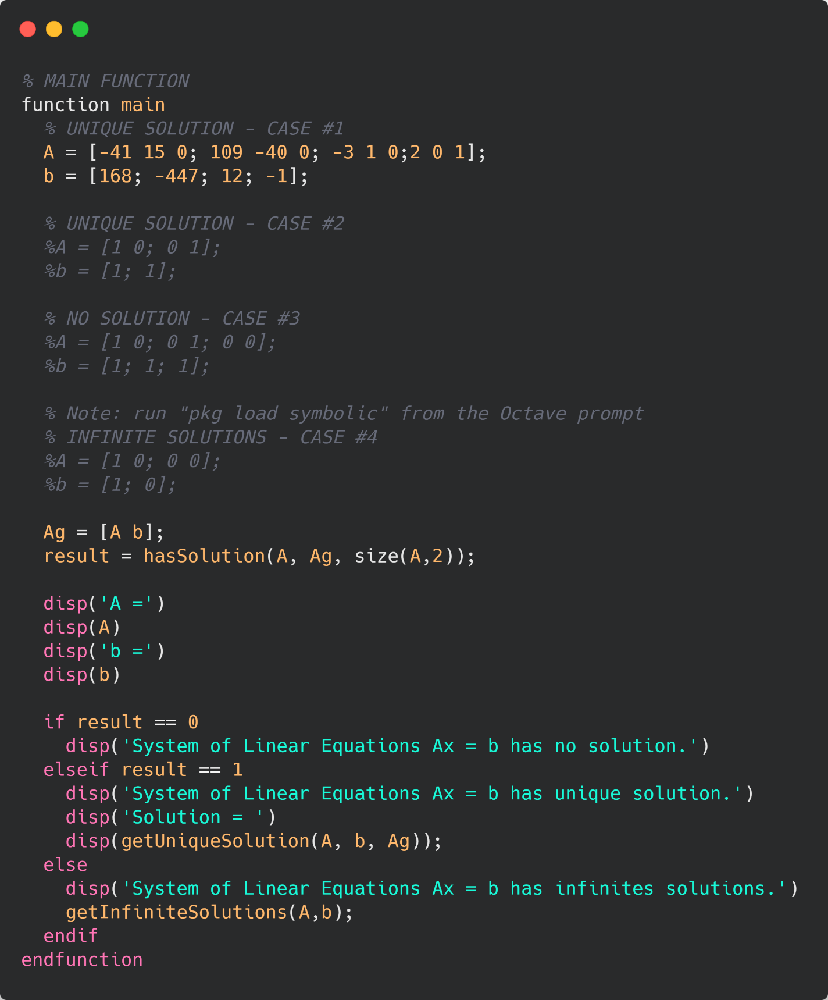 % MAIN FUNCTION
function main
  % UNIQUE SOLUTION - CASE #1
  A = [-41 15 0; 109 -40 0; -3 1 0;2 0 1];
  b = [168; -447; 12; -1];

  % UNIQUE SOLUTION - CASE #2
  %A = [1 0; 0 1];
  %b = [1; 1];

  % NO SOLUTION - CASE #3
  %A = [1 0; 0 1; 0 0];
  %b = [1; 1; 1];

  % Note: run "pkg load symbolic" from the Octave prompt
  % INFINITE SOLUTIONS - CASE #4
  %A = [1 0; 0 0];
  %b = [1; 0];

  Ag = [A b];
  result = hasSolution(A, Ag, size(A,2));

  disp('A =')
  disp(A)
  disp('b =')
  disp(b)

  if result == 0
    disp('System of Linear Equations Ax = b has no solution.')
  elseif result == 1
    disp('System of Linear Equations Ax = b has unique solution.')
    disp('Solution = ')
    disp(getUniqueSolution(A, b, Ag));
  else
    disp('System of Linear Equations Ax = b has infinites solutions.')
    getInfiniteSolutions(A,b);
  endif
endfunction